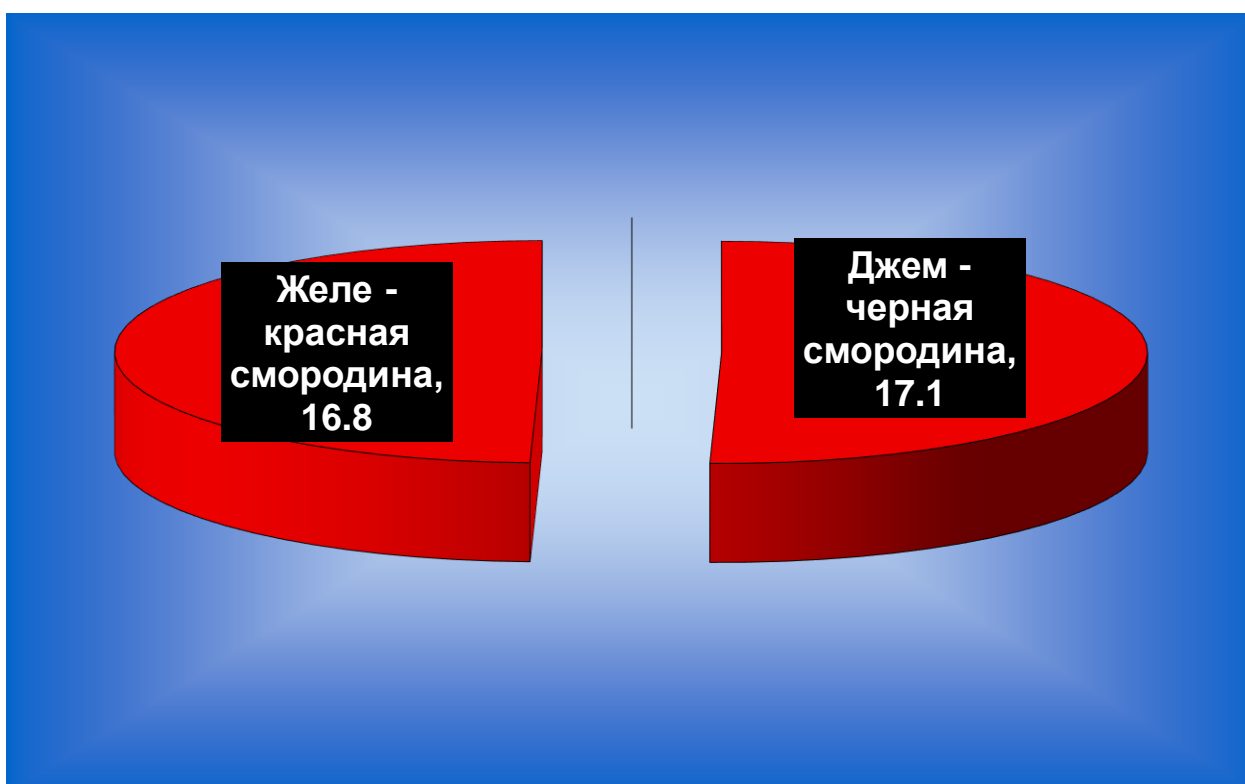 Желе -
красная
смородина,
16.8
Джем -
черная
смородина,
17.1